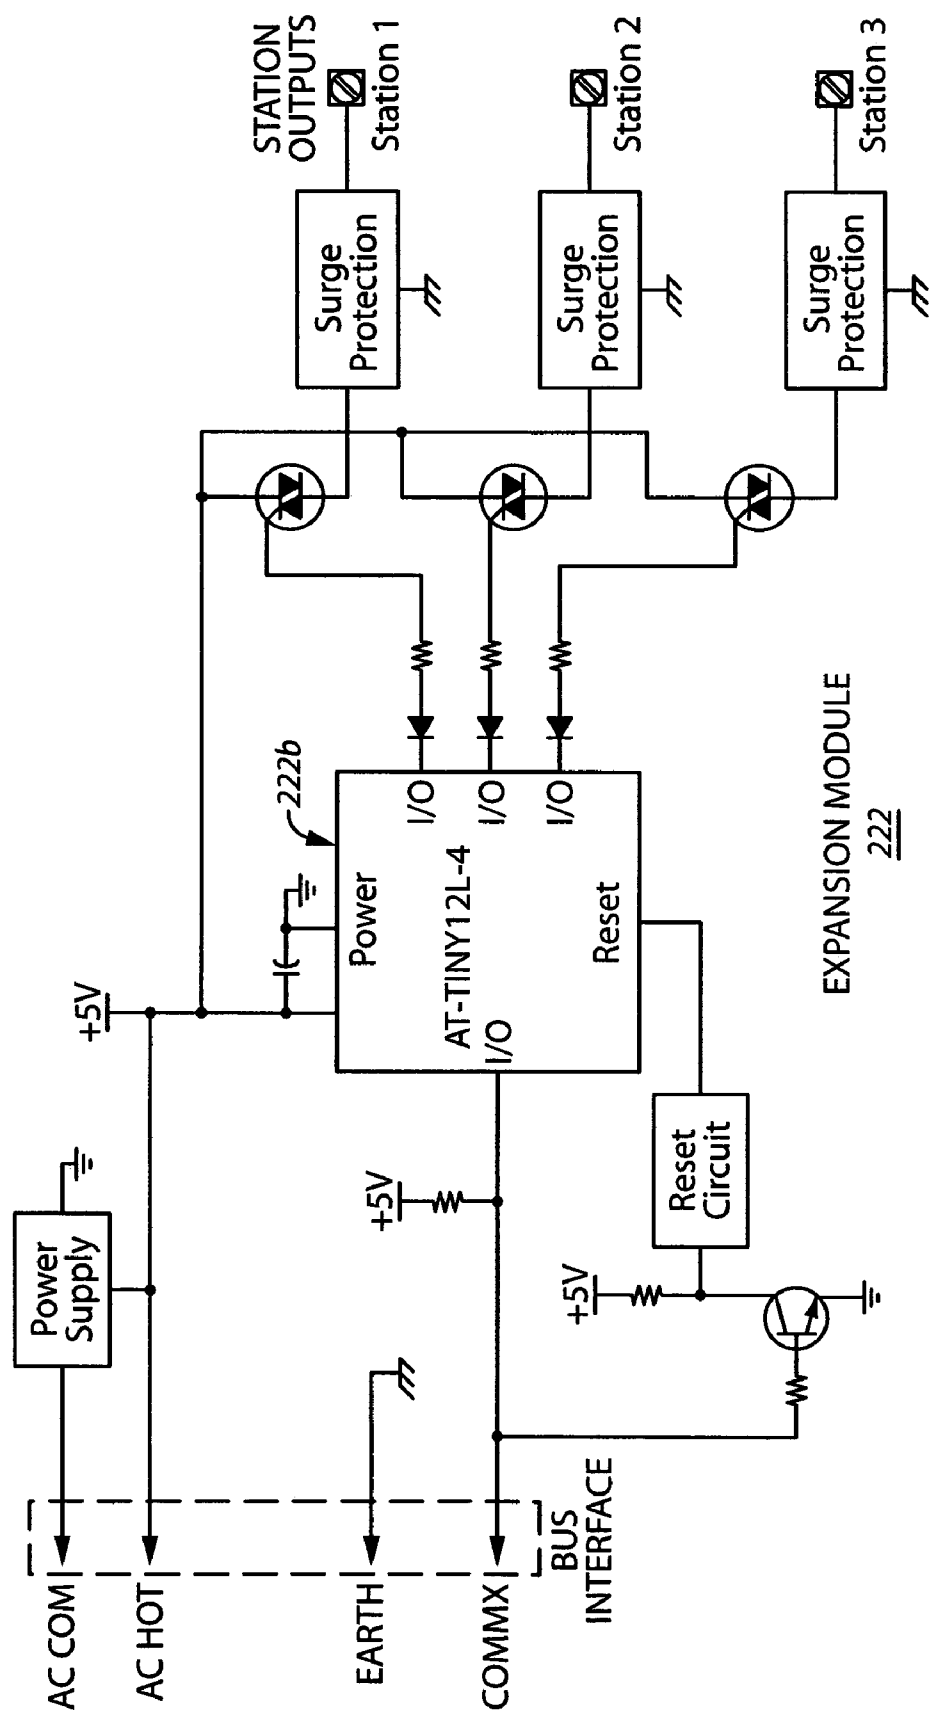 STATION
OUTPUTS
Station 1
Station 2
Station 3
Surge
Protection
Surge
Protection
Surge
Protection
222b
I/O
I/O
I/O
Power
AT-TINY12L-4
I/O
Reset
+5V
Power
Supply
+5V
+5V
Reset
Circuit
AC COM
AC HOT
EARTH
COMMX
BUS
INTERFACE
EXPANSION MODULE
222